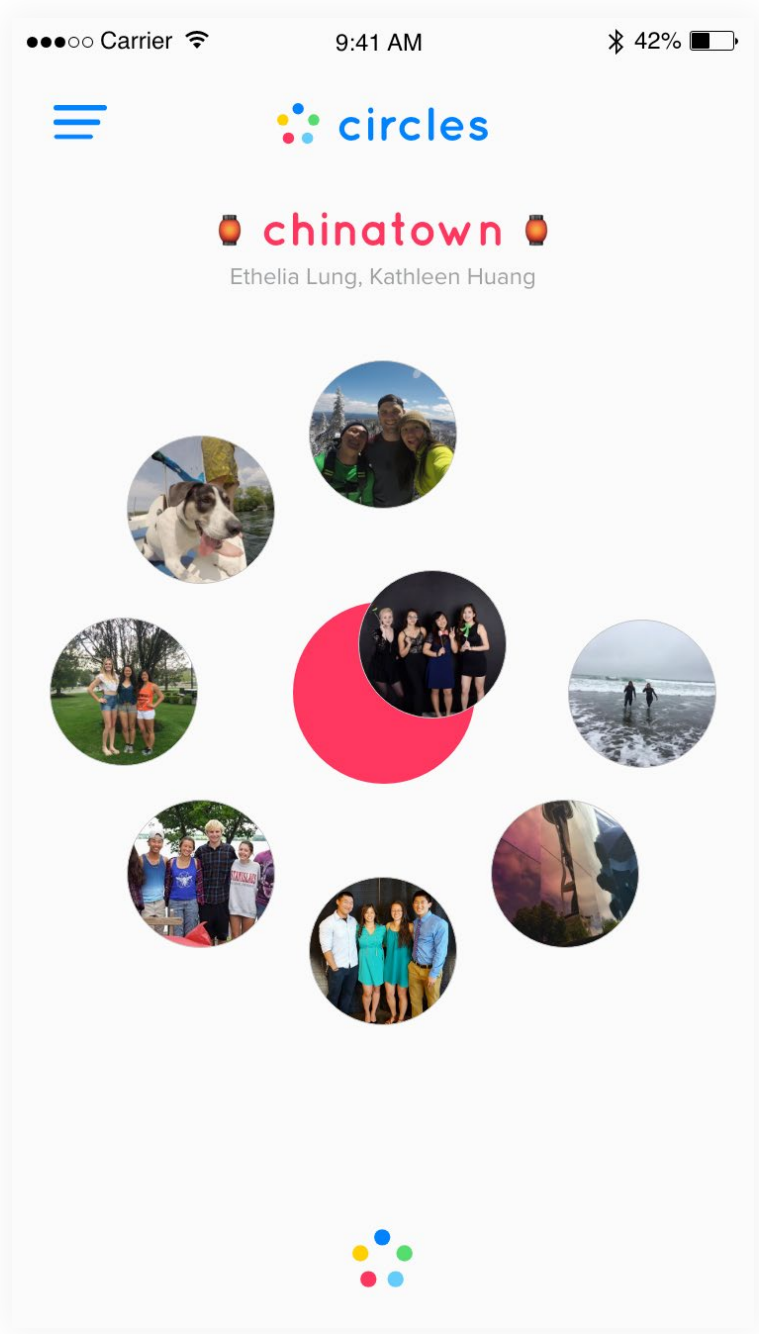 Carrier 9:41 AM 42%
circles
chinatown
Ethelia Lung, Kathleen Huang